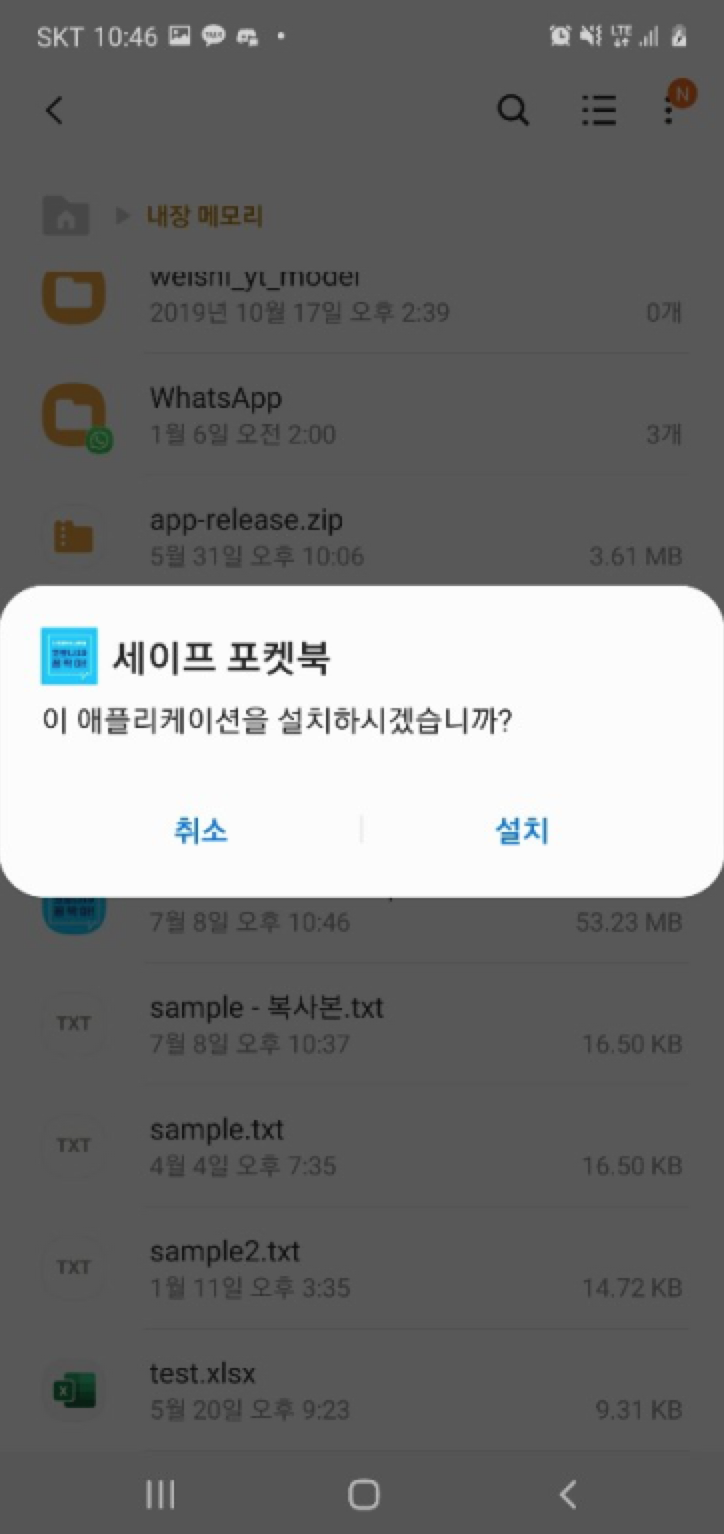 SKT 10:46
N
내장 메모리
weishi_yt_model
2019년 10월 17일 오후 2:39
0개
WhatsApp
1월 6일 오전 2:00
3개
app-release.zip
5월 31일 오후 10:06
3.61 MB
세이프 포켓북
이 애플리케이션을 설치하시겠습니까?
취소
설치
7월 8일 오후 10:46
53.23 MB
TXT
sample - 복사본.txt
7월 8일 오후 10:37
16.50 KB
TXT
sample.txt
4월 4일 오후 7:35
16.50 KB
TXT
sample2.txt
1월 11일 오후 3:35
14.72 KB
test.xlsx
5월 20일 오후 9:23
9.31 KB